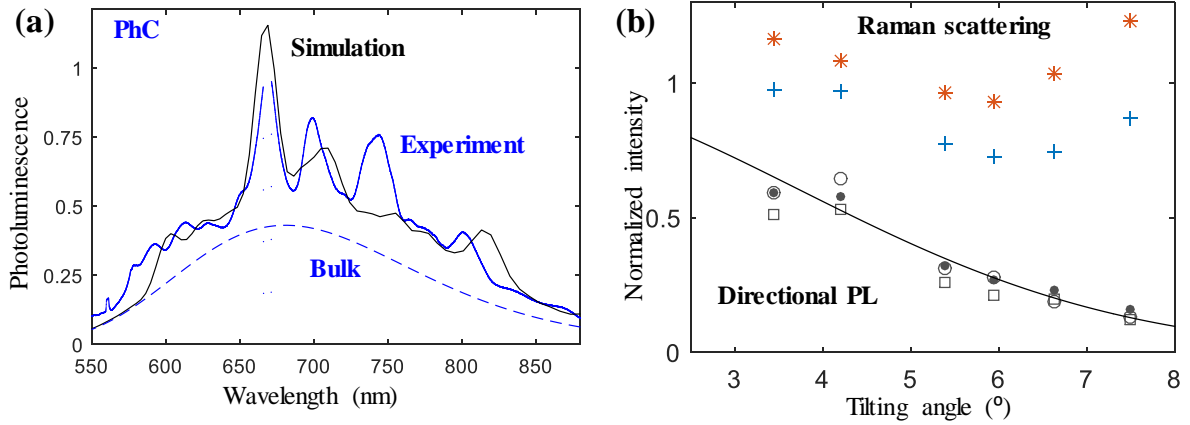 (a)
PhC
Simulation
Experiment
Bulk
Photoluminescence
0
0.25
0.5
0.75
1
550 600 650 700 750 800 850
Wavelength (nm)
(b)
Raman scattering
Directional PL
Normalized intensity
0
0.5
1
3 4 5 6 7 8
Tilting angle (°)